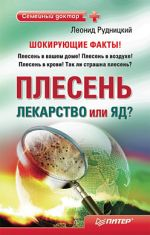 Семейный доктор
Леонид Рудницкий
ШОКИРУЮЩИЕ ФАКТЫ!
Плесень в вашем доме! Плесень в воздухе!
Плесень в крови! Так ли страшна плесень?
ПЛЕСЕНЬ
ЛЕКАРСТВО или ЯД?
ПИТЕР®